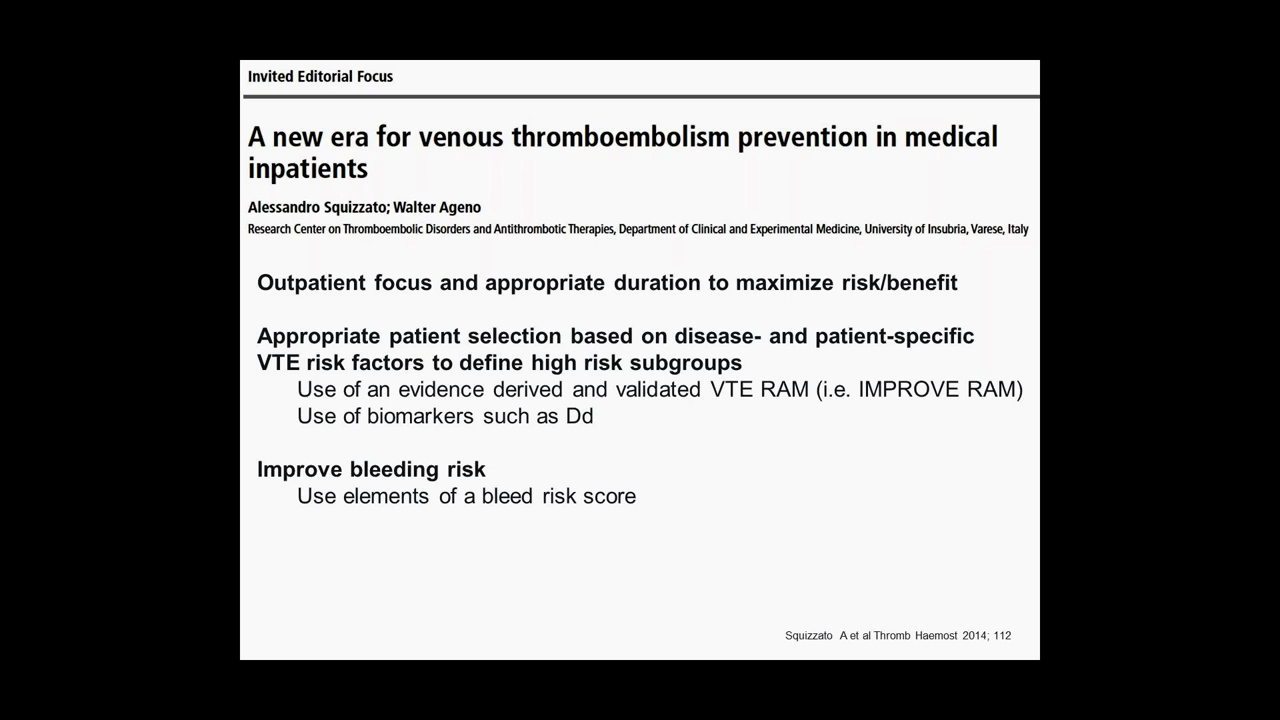 Invited Editorial Focus
A new era for venous thromboembolism prevention in medical
inpatients
Alessandro Squizzato; Walter Ageno
Research Center on Thromboembolic Disorders and Antithrombotic Therapies, Department of Clinical and Experimental Medicine, University of Insubria, Varese, Italy
Outpatient focus and appropriate duration to maximize risk/benefit
Appropriate patient selection based on disease- and patient-specific
VTE risk factors to define high risk subgroups
Use of an evidence derived and validated VTE RAM (i.e. IMPROVE RAM)
Use of biomarkers such as Dd
Improve bleeding risk
Use elements of a bleed risk score
Squizzato A et al Thromb Haemost 2014; 112